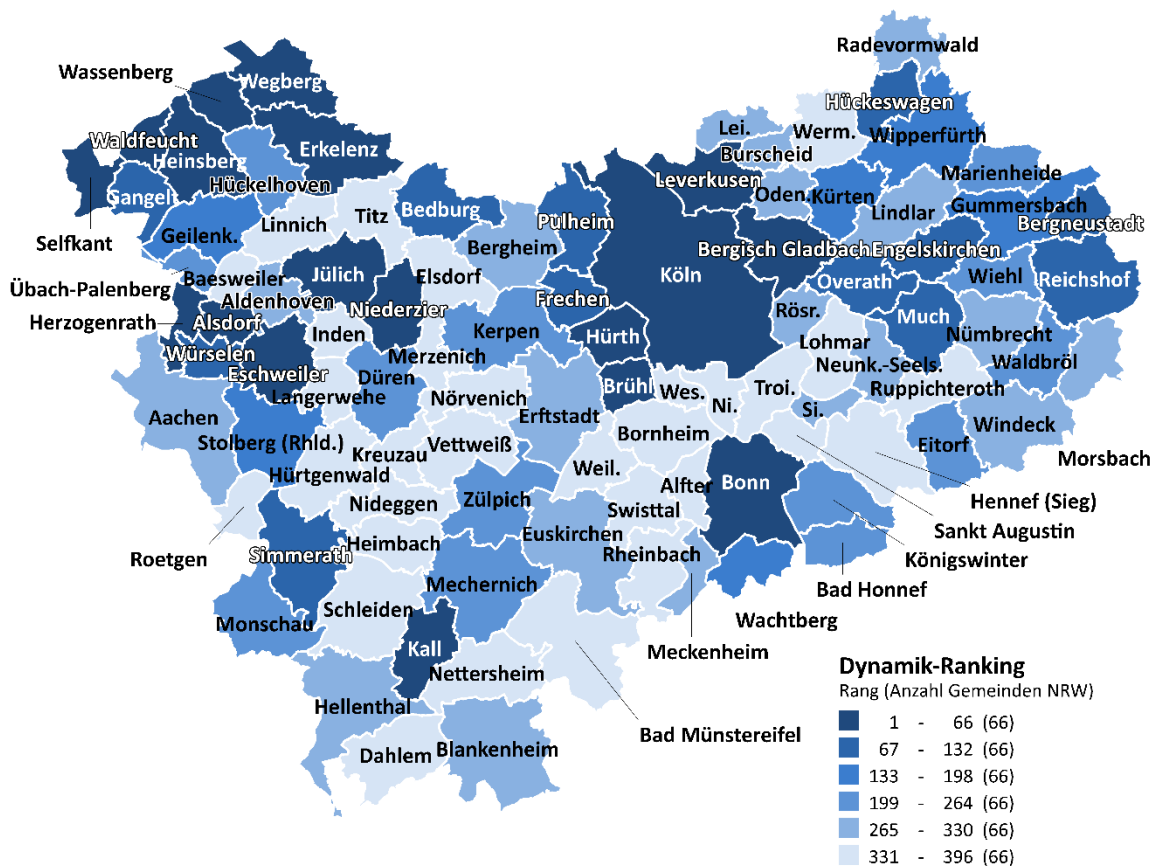 Radevormwald
Wassenberg
Wegberg
Hückeswagen
Lei.
Werm.
Wipperfürth
Waldfeucht
Heinsberg
Erkelenz
Burscheid
Leverkusen
Marienheide
Hückelhoven
Gangelt
Oden.
Kürten
Gummersbach
Titz
Bedburg
Lindlar
Bergneustadt
Linnich
Pulheim
Selfkant
Geilenk.
Bergheim
Bergisch Gladbach
Engelskirchen
Jülich
Köln
Baesweiler
Elsdorf
Wiehl
Reichshof
Übach-Palenberg
Overath
Aldenhoven
Frechen
Niederzier
Rösr.
Much
Herzogenrath
Alsdorf
Kerpen
Inden
Hürth
Nümbrecht
Lohmar
Würselen
Merzenich
Neunk.-Seels.
Waldbröl
Eschweiler
Düren
Brühl
Troi.
Ruppichteroth
Langerwehe
Nörvenich
Wes.
Ni.
Si.
Aachen
Erftstadt
Windeck
Stolberg (Rhld.)
Vettweiß
Bornheim
Eitorf
Kreuzau
Morsbach
Hürtgenwald
Weil.
Bonn
Alfter
Hennef (Sieg)
Nideggen
Zülpich
Swisttal
Sankt Augustin
Euskirchen
Heimbach
Roetgen
Simmerath
Rheinbach
Königswinter
Mechernich
Bad Honnef
Schleiden
Monschau
Wachtberg
Kall
Meckenheim
Nettersheim
Hellenthal
Bad Münstereifel
Dahlem
Blankenheim
Dynamik-Ranking
Rang (Anzahl Gemeinden NRW)
1 - 66 (66)
67 - 132 (66)
133 - 198 (66)
199 - 264 (66)
265 - 330 (66)
331 - 396 (66)